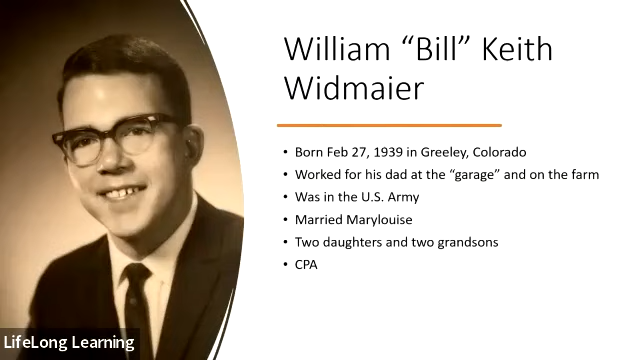 William “Bill” Keith
Widmaier
• Born Feb 27, 1939 in Greeley, Colorado
• Worked for his dad at the “garage” and on the farm
• Was in the U.S. Army
• Married Marylouise
• Two daughters and two grandsons
• CPA
LifeLong Learning